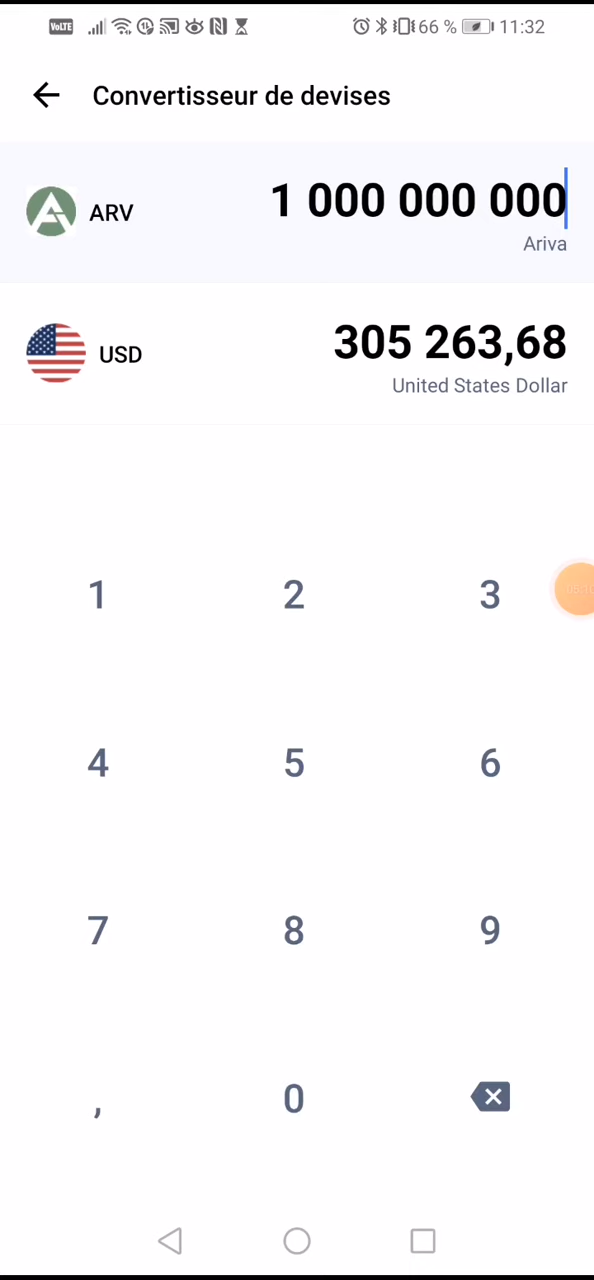 VoLTE 66 % 11:32
Convertisseur de devises
ARV 1 000 000 000
Ariva
USD 305 263,68
United States Dollar
1 2 3
4 5 6
7 8 9
, 0